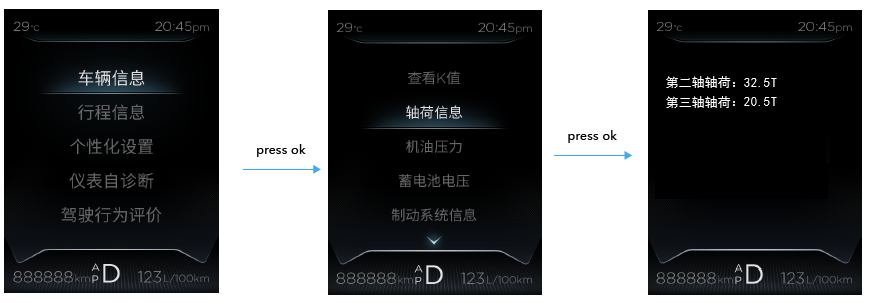 29℃ 20:45pm
车辆信息
行程信息
个性化设置
仪表自诊断
驾驶行为评价
888888km A P D 123L/100km
press ok
29℃ 20:45pm
查看K值
轴荷信息
机油压力
蓄电池电压
制动系统信息
888888km A P D 123L/100km
press ok
29℃ 20:45pm
第二轴轴荷：32.5T
第三轴轴荷：20.5T
888888km A P D 123L/100km